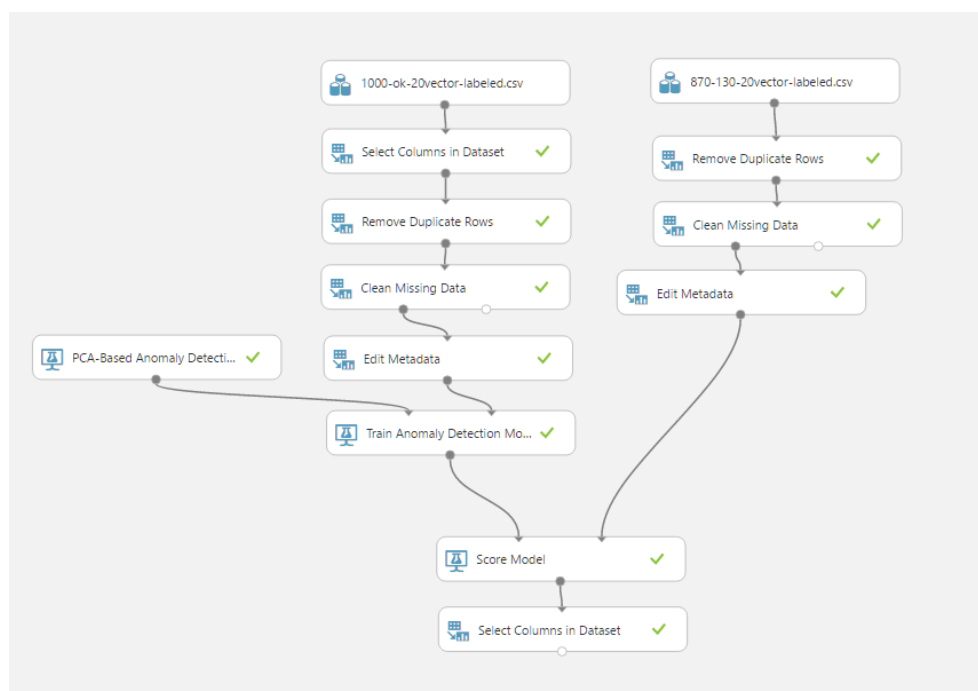 1000-ok-20vector-labeled.csv
870-130-20vector-labeled.csv
Select Columns in Dataset
Remove Duplicate Rows
Remove Duplicate Rows
Clean Missing Data
Clean Missing Data
Edit Metadata
PCA-Based Anomaly Detecti...
Edit Metadata
Train Anomaly Detection Mo...
Score Model
Select Columns in Dataset